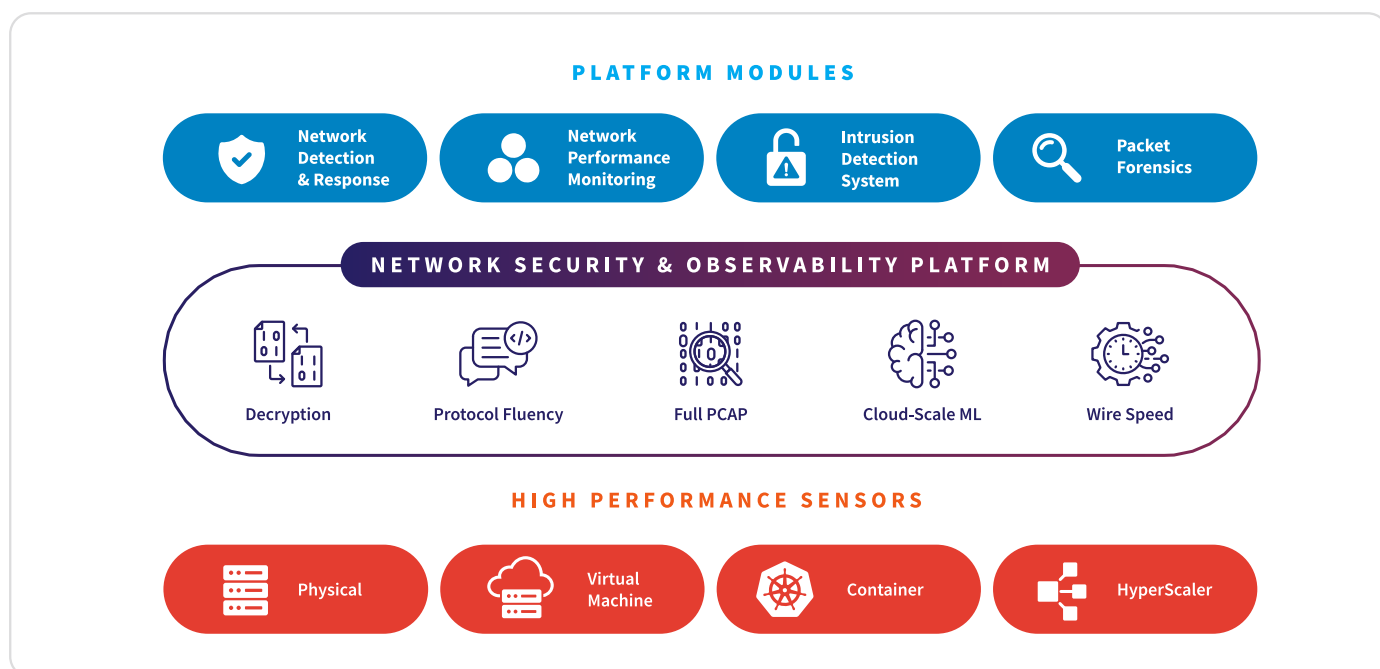 PLATFORM MODULES
Network
Detection
& Response
Network
Performance
Monitoring
Intrusion
Detection
System
Packet
Forensics
NETWORK SECURITY & OBSERVABILITY PLATFORM
Decryption
Protocol Fluency
Full PCAP
Cloud-Scale ML
Wire Speed
HIGH PERFORMANCE SENSORS
Physical
Virtual
Machine
Container
HyperScaler